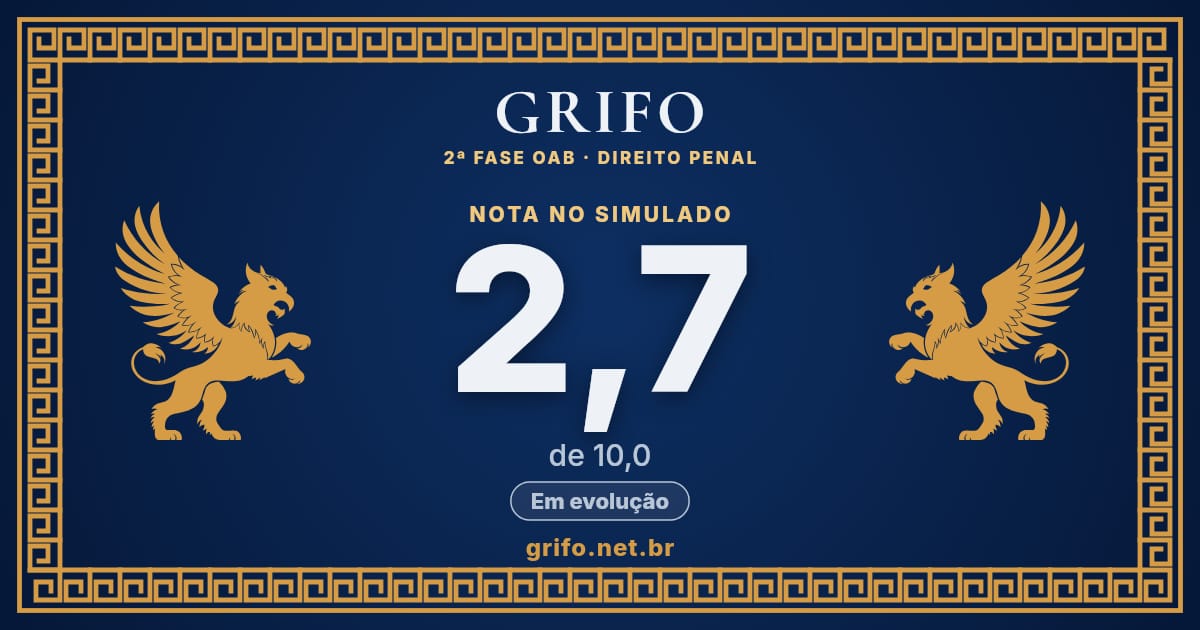 GRIFO
2ª FASE OAB · DIREITO PENAL
NOTA NO SIMULADO
2,7
de 10,0
Em evolução
grifo.net.br